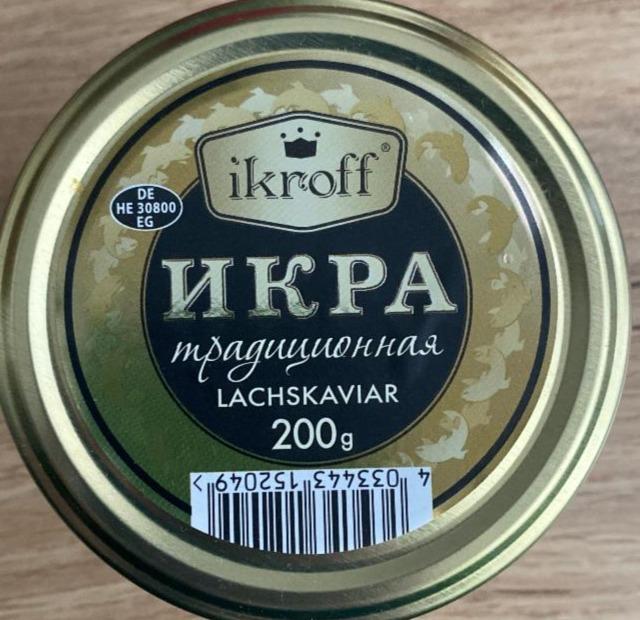 ikroff®
DE
HE 30800
EG
ИКРА
традиционная
LACHSKAVIAR
200g
4 033443 152049 >